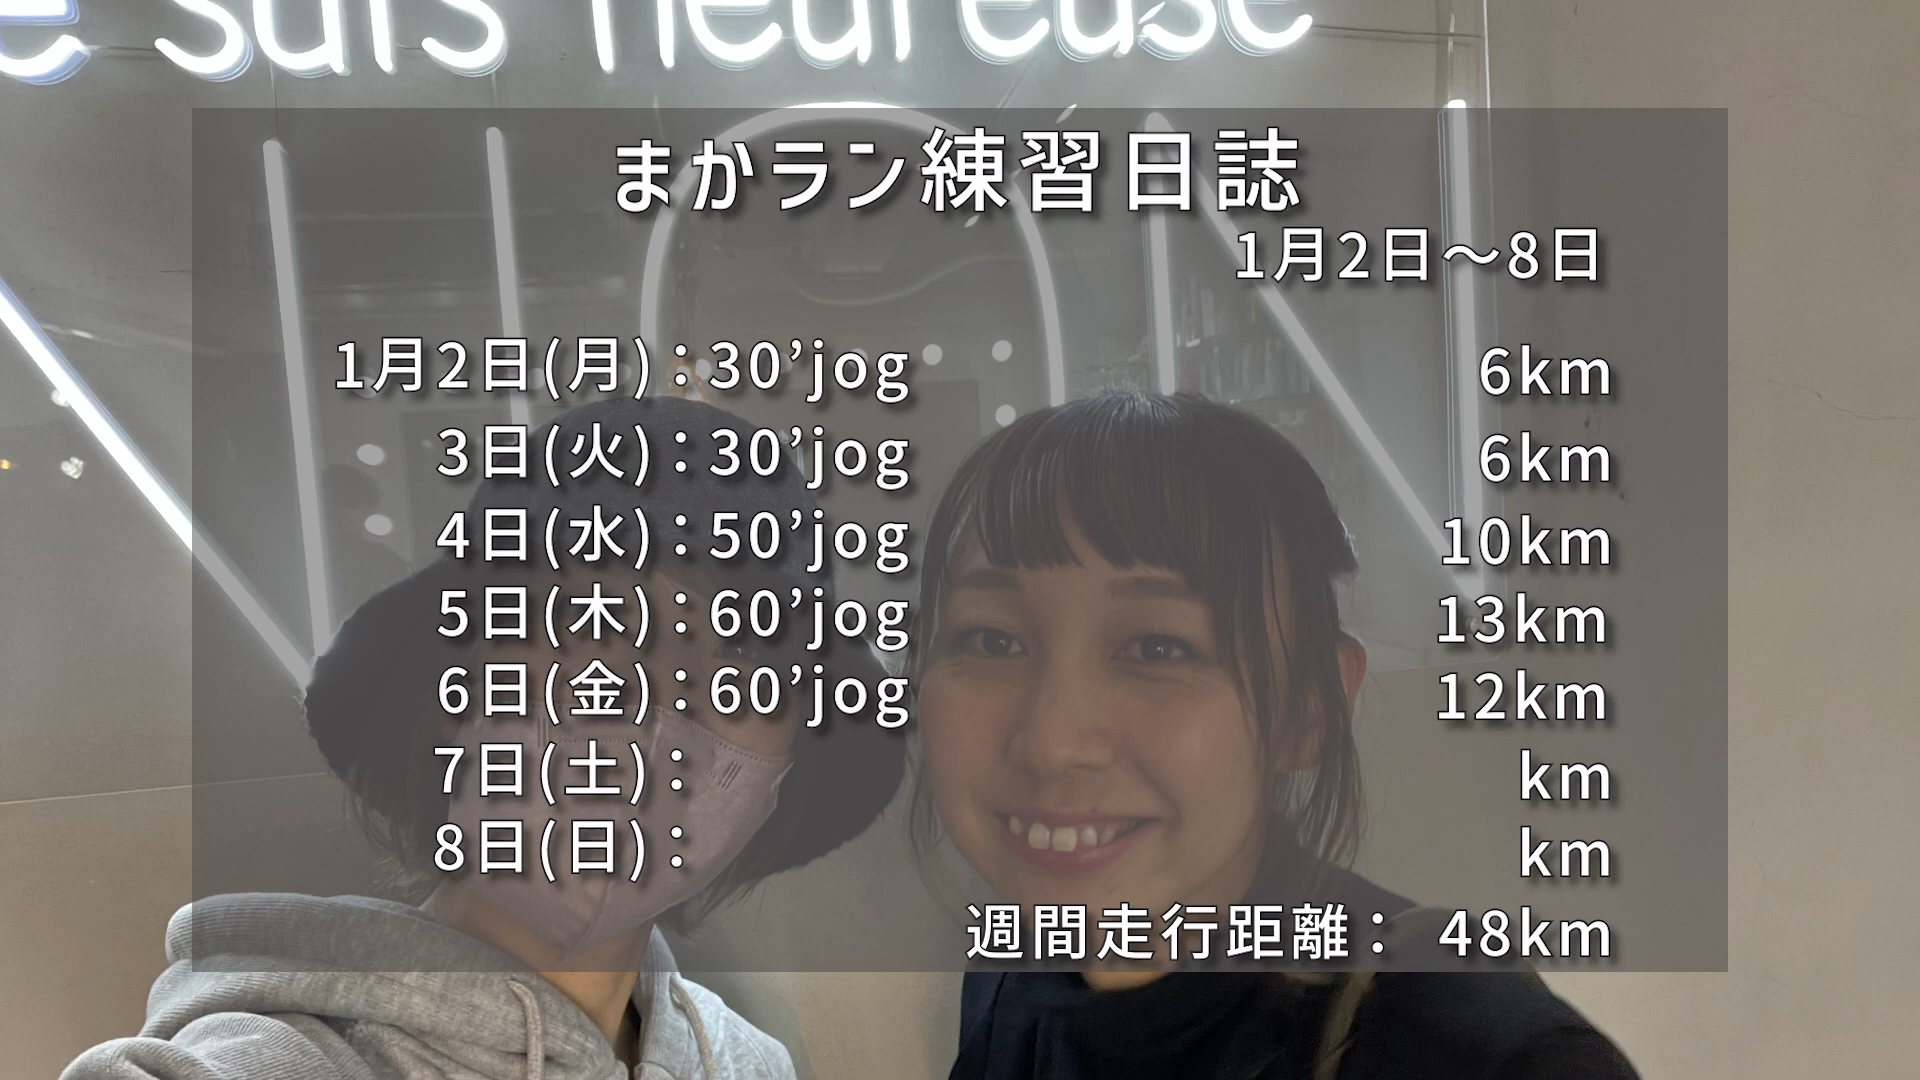 e suis heureuse
まかラン練習日誌
1月2日～8日
1月2日(月)：30’jog 6km
3日(火)：30’jog 6km
4日(水)：50’jog 10km
5日(木)：60’jog 13km
6日(金)：60’jog 12km
7日(土)： km
8日(日)： km
週間走行距離： 48km